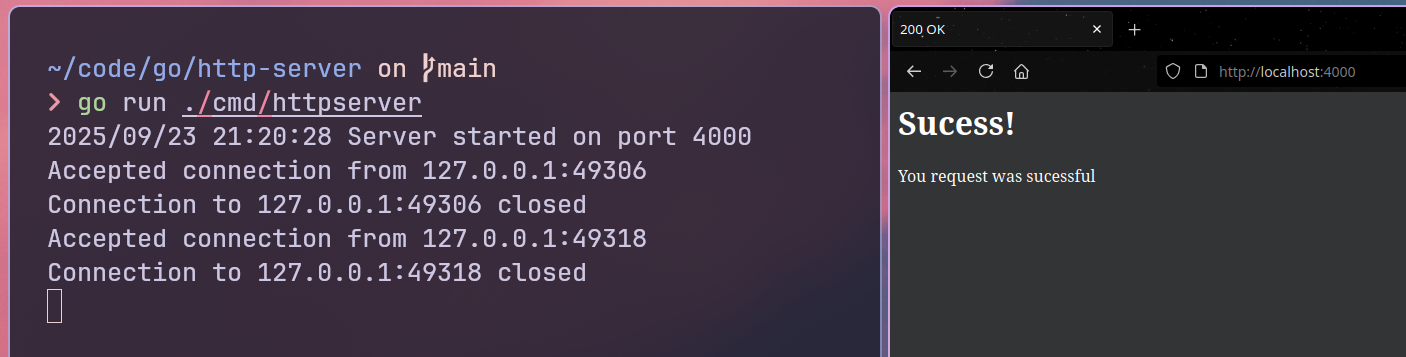 ~/code/go/http-server on main
> go run ./cmd/httpserver
2025/09/23 21:20:28 Server started on port 4000
Accepted connection from 127.0.0.1:49306
Connection to 127.0.0.1:49306 closed
Accepted connection from 127.0.0.1:49318
Connection to 127.0.0.1:49318 closed
200 OK
http://localhost:4000
Sucess!
You request was sucessful